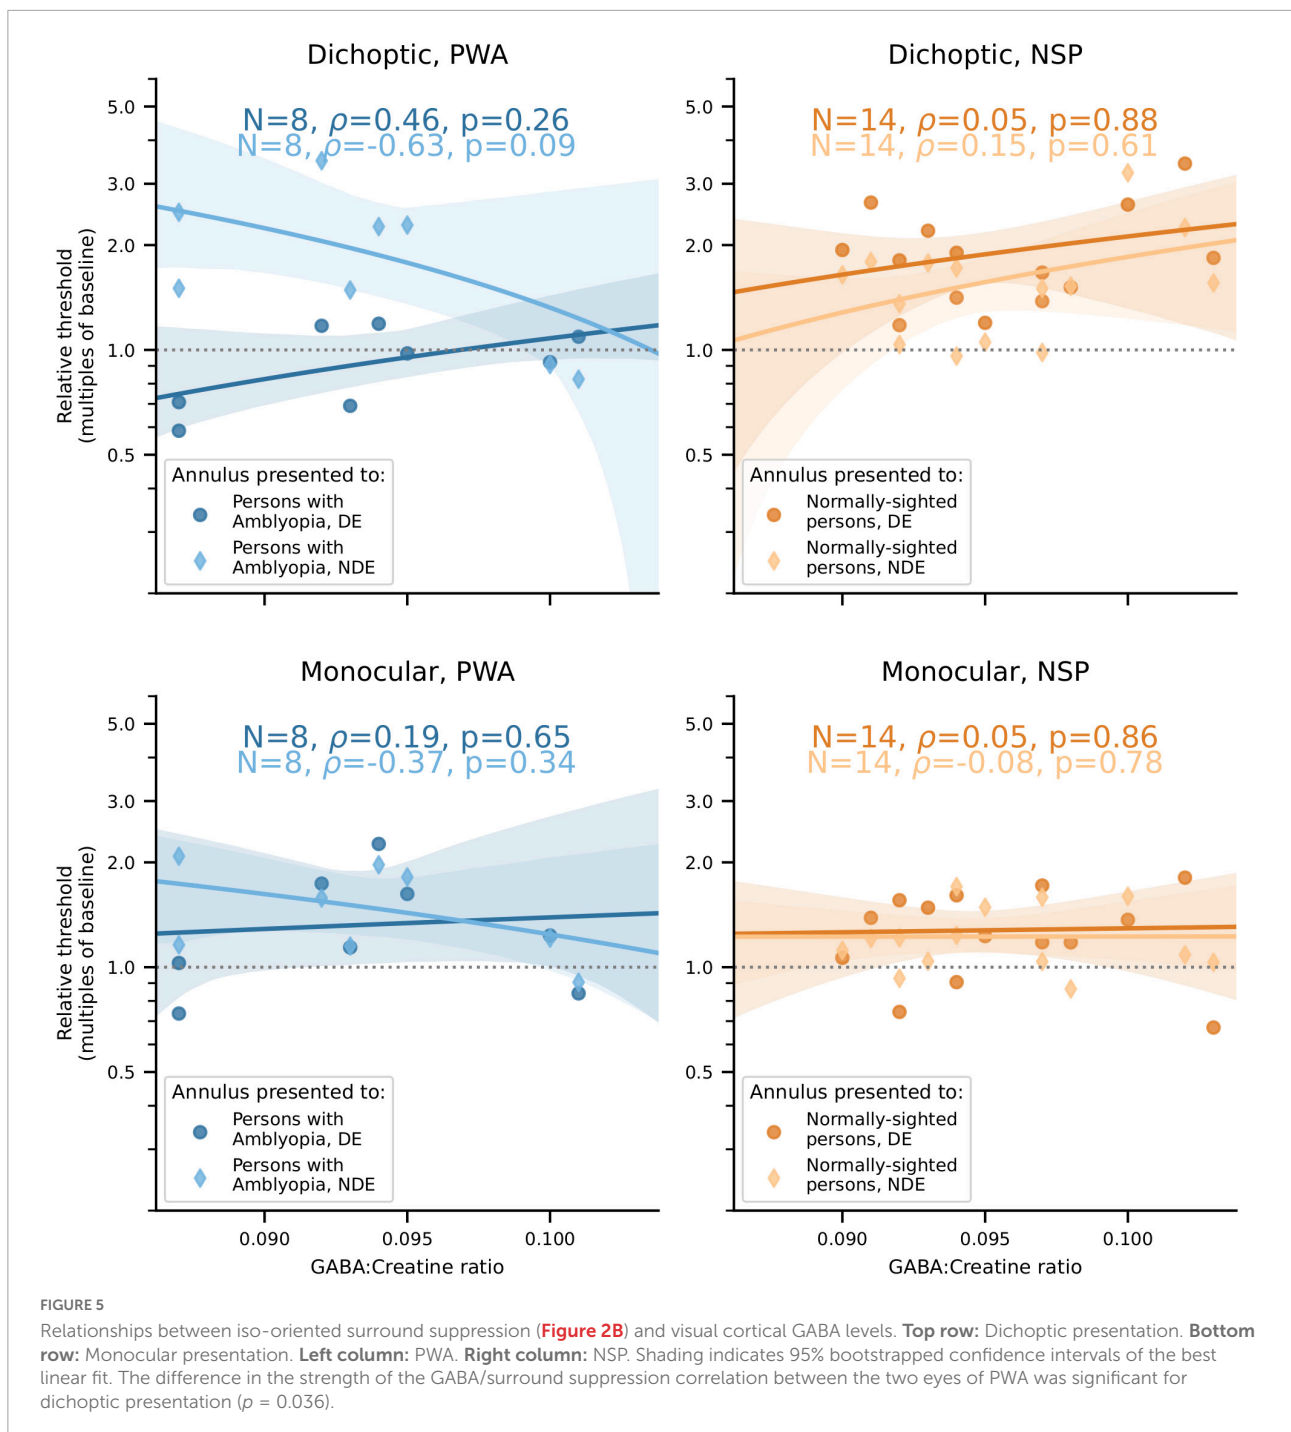 Dichoptic, PWA
N=8, ρ=0.46, p=0.26
N=8, ρ=-0.63, p=0.09
5.0
3.0
2.0
1.0
0.5
Relative threshold
(multiples of baseline)
Annulus presented to:
Persons with
Amblyopia, DE
Persons with
Amblyopia, NDE
Dichoptic, NSP
N=14, ρ=0.05, p=0.88
N=14, ρ=0.15, p=0.61
5.0
3.0
2.0
1.0
0.5
Annulus presented to:
Normally-sighted
persons, DE
Normally-sighted
persons, NDE
Monocular, PWA
N=8, ρ=0.19, p=0.65
N=8, ρ=-0.37, p=0.34
5.0
3.0
2.0
1.0
0.5
Relative threshold
(multiples of baseline)
Annulus presented to:
Persons with
Amblyopia, DE
Persons with
Amblyopia, NDE
0.090 0.095 0.100
GABA:Creatine ratio
Monocular, NSP
N=14, ρ=0.05, p=0.86
N=14, ρ=-0.08, p=0.78
5.0
3.0
2.0
1.0
0.5
Annulus presented to:
Normally-sighted
persons, DE
Normally-sighted
persons, NDE
0.090 0.095 0.100
GABA:Creatine ratio
FIGURE 5
Relationships between iso-oriented surround suppression (Figure 2B) and visual cortical GABA levels. Top row: Dichoptic presentation. Bottom
row: Monocular presentation. Left column: PWA. Right column: NSP. Shading indicates 95% bootstrapped confidence intervals of the best
linear fit. The difference in the strength of the GABA/surround suppression correlation between the two eyes of PWA was significant for
dichoptic presentation (p = 0.036).